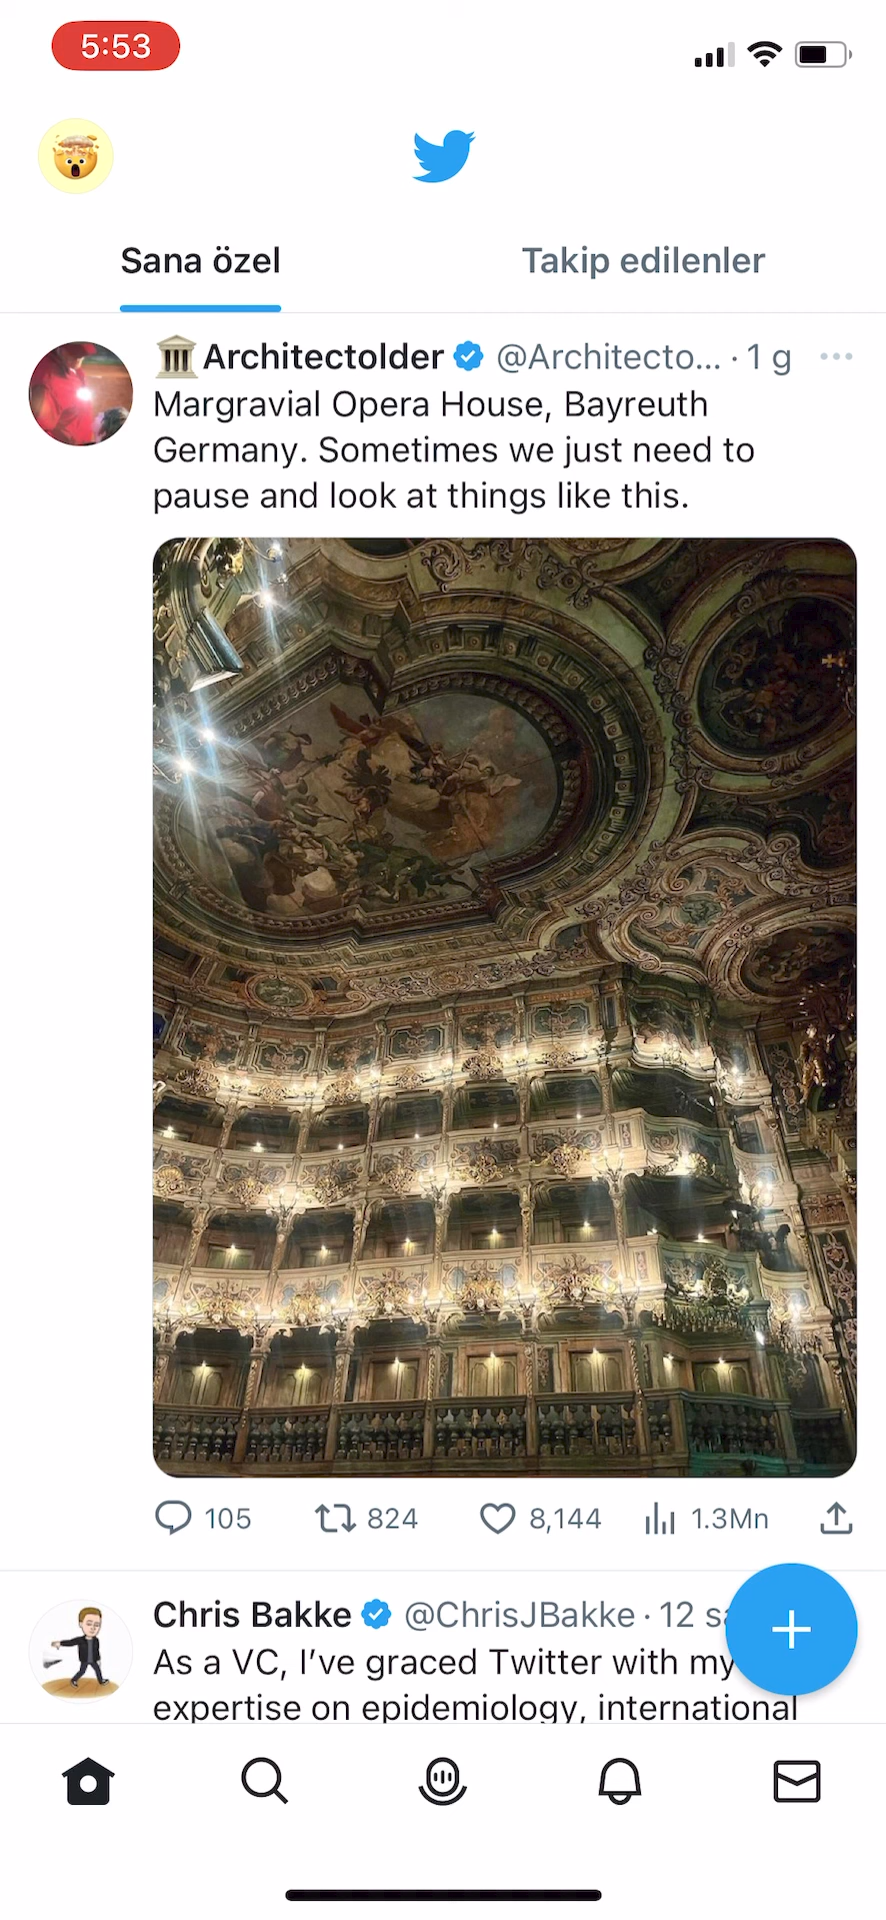 5:53
Sana özel
Takip edilenler
Architectolder @Architecto... · 1 g
Margravial Opera House, Bayreuth
Germany. Sometimes we just need to
pause and look at things like this.
105 824 8,144 1.3Mn
Chris Bakke @ChrisJBakke · 12 s
As a VC, I've graced Twitter with my
expertise on epidemiology, international